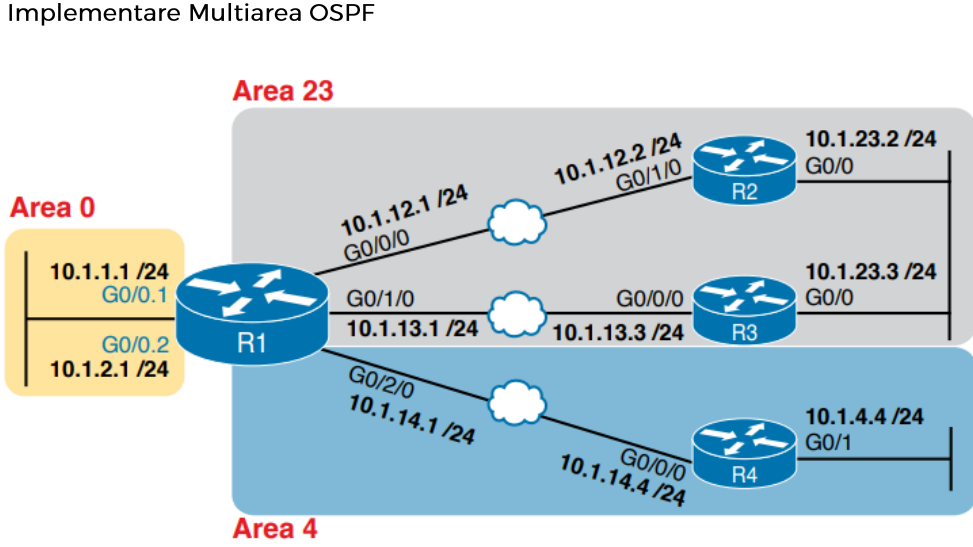 Implementare Multiarea OSPF
Area 23
10.1.12.2 /24
G0/1/0
10.1.23.2 /24
G0/0
R2
Area 0
10.1.12.1 /24
G0/0/0
10.1.1.1 /24
G0/0.1
G0/0.2
10.1.2.1 /24
R1
G0/1/0
10.1.13.1 /24
G0/0/0
10.1.13.3 /24
10.1.23.3 /24
G0/0
R3
G0/2/0
10.1.14.1 /24
G0/0/0
10.1.14.4 /24
10.1.4.4 /24
G0/1
R4
Area 4